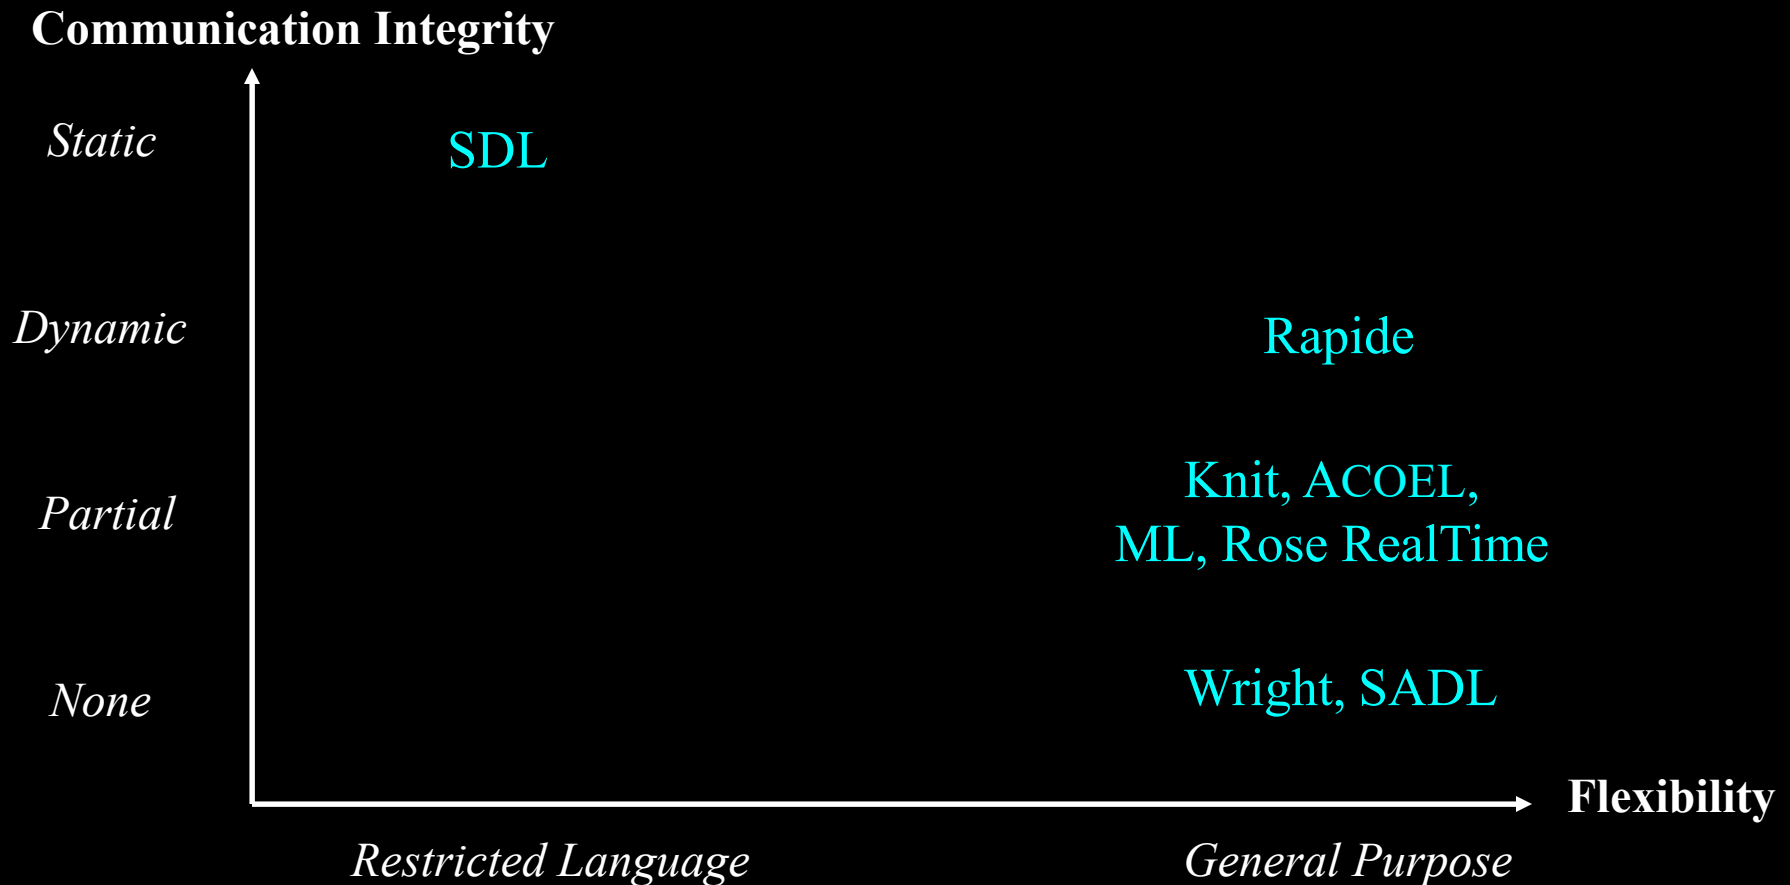 Communication Integrity
Static
SDL
Dynamic
Rapide
Partial
Knit, ACOEL,
ML, Rose RealTime
None
Wright, SADL
Flexibility
Restricted Language
General Purpose